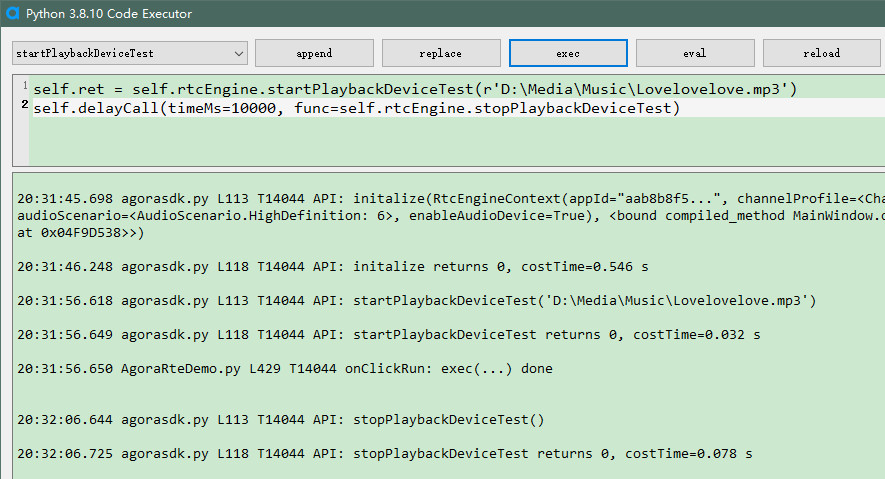 Python 3.8.10 Code Executor
startPlaybackDeviceTest append replace exec eval reload
1 self.ret = self.rtcEngine.startPlaybackDeviceTest(r'D:\Media\Music\Lovelovelove.mp3')
2 self.delayCall(timeMs=10000, func=self.rtcEngine.stopPlaybackDeviceTest)
20:31:45.698 agorasdk.py L113 T14044 API: initalize(RtcEngineContext(appId="aab8b8f5...", channelProfile=<Cha
audioScenario=<AudioScenario.HighDefinition: 6>, enableAudioDevice=True), <bound compiled_method MainWindow.c
at 0x04F9D538>>)
20:31:46.248 agorasdk.py L118 T14044 API: initalize returns 0, costTime=0.546 s
20:31:56.618 agorasdk.py L113 T14044 API: startPlaybackDeviceTest('D:\Media\Music\Lovelovelove.mp3')
20:31:56.649 agorasdk.py L118 T14044 API: startPlaybackDeviceTest returns 0, costTime=0.032 s
20:31:56.650 AgoraRteDemo.py L429 T14044 onClickRun: exec(...) done
20:32:06.644 agorasdk.py L113 T14044 API: stopPlaybackDeviceTest()
20:32:06.725 agorasdk.py L118 T14044 API: stopPlaybackDeviceTest returns 0, costTime=0.078 s